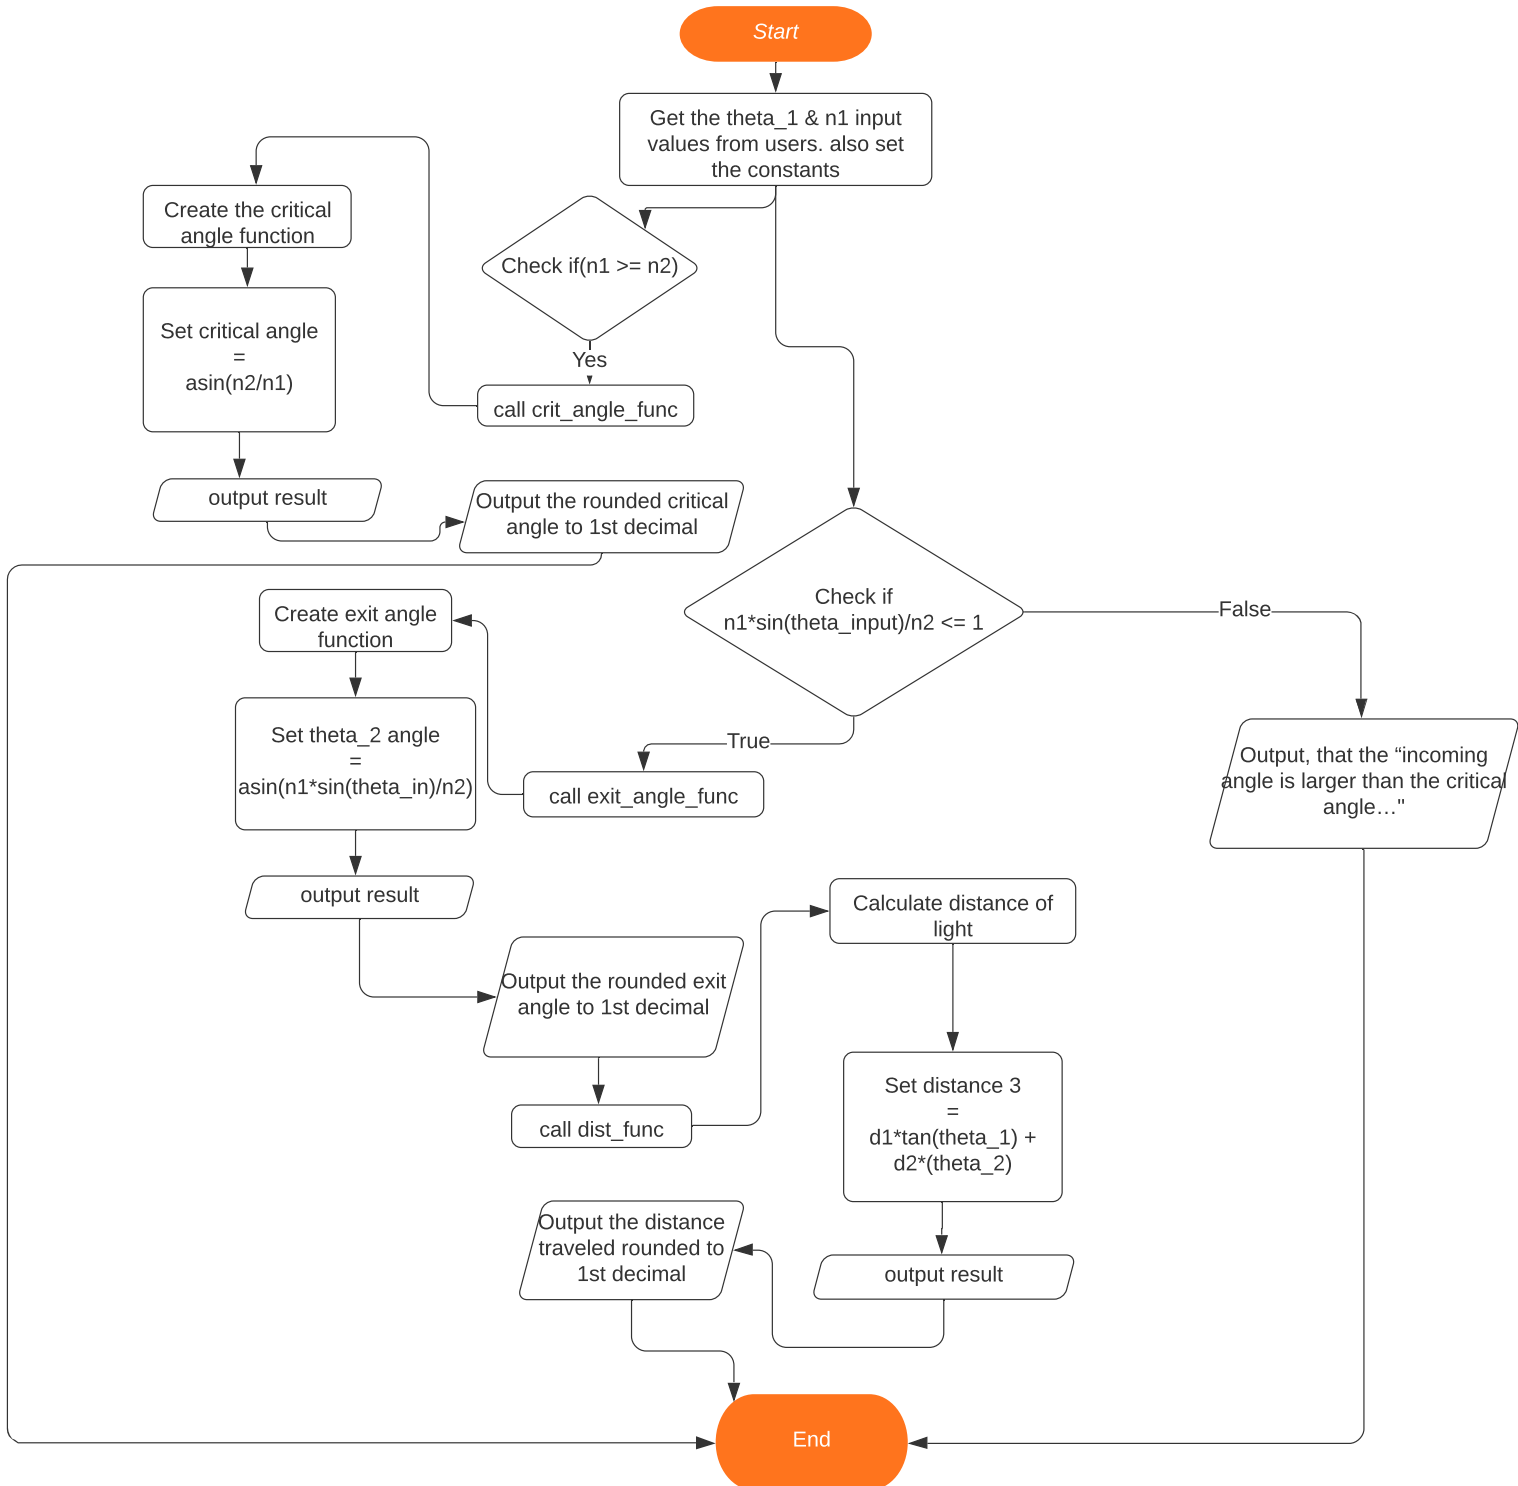 Start
Get the theta_1 & n1 input
values from users. also set
the constants
Create the critical
angle function
Check if(n1 >= n2)
Set critical angle
=
asin(n2/n1)
Yes
call crit_angle_func
output result
Output the rounded critical
angle to 1st decimal
Check if
n1*sin(theta_input)/n2 <= 1
False
Create exit angle
function
Set theta_2 angle
=
asin(n1*sin(theta_in)/n2)
True
call exit_angle_func
Output, that the “incoming
angle is larger than the critical
angle…"
output result
Calculate distance of
light
Output the rounded exit
angle to 1st decimal
call dist_func
Set distance 3
=
d1*tan(theta_1) +
d2*(theta_2)
Output the distance
traveled rounded to
1st decimal
output result
End